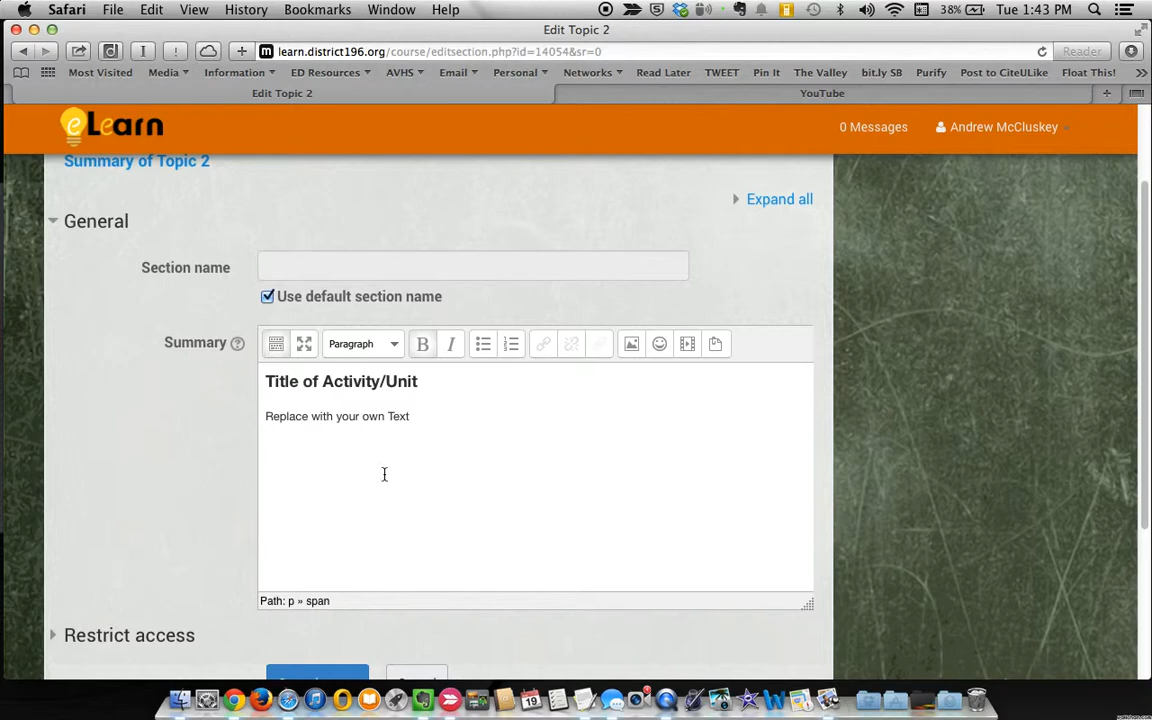 Safari File Edit View History Bookmarks Window Help 38% Tue 1:43 PM
Edit Topic 2
learn.district196.org/course/editsection.php?id=14054&sr=0 Reader
Most Visited Media Information ED Resources AVHS Email Personal Networks Read Later TWEET Pin It The Valley bit.ly SB Purify Post to CiteULike Float This!
Edit Topic 2 YouTube
eLearn 0 Messages Andrew McCluskey
Summary of Topic 2
Expand all
General
Section name
Use default section name
Summary Paragraph B I
Title of Activity/Unit
Replace with your own Text
Path: p » span
Restrict access